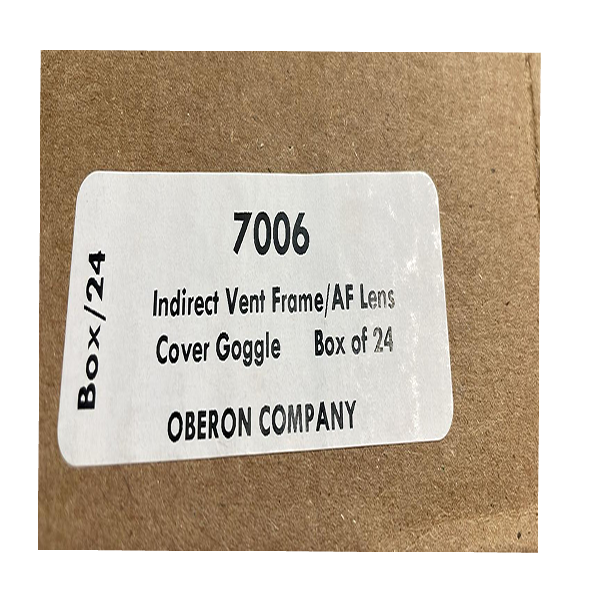 7006
Indirect Vent Frame/AF Lens
Cover Goggle Box of 24
OBERON COMPANY
Box/24